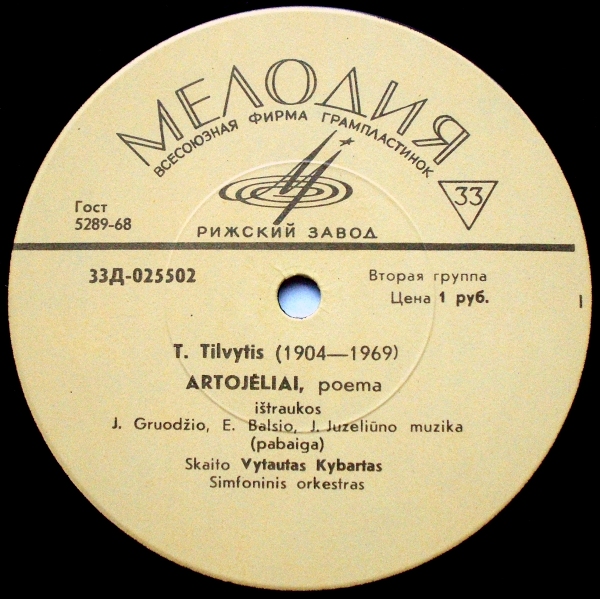 МЕЛОДИЯ
ВСЕСОЮЗНАЯ ФИРМА ГРАМПЛАСТИНОК
33
Гост
5289-68
РИЖСКИЙ ЗАВОД
33Д-025502
Вторая группа
Цена 1 руб.
T. Tilvytis (1904—1969)
ARTOJĖLIAI, poema
ištraukos
J. Gruodžio, E. Balsio, J. Juzeliūno muzika
(pabaiga)
Skaito Vytautas Kybartas
Simfoninis orkestras